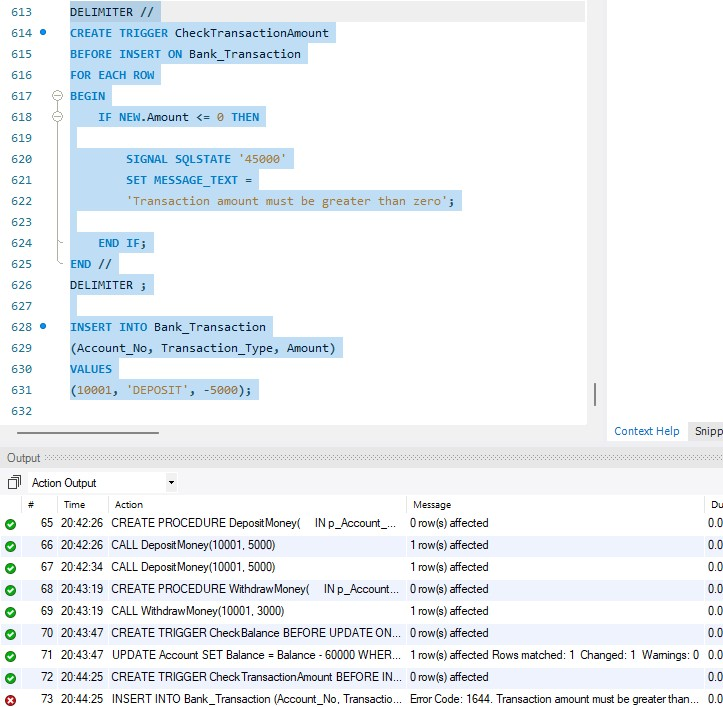 613 DELIMITER //
614 CREATE TRIGGER CheckTransactionAmount
615 BEFORE INSERT ON Bank_Transaction
616 FOR EACH ROW
617 BEGIN
618 IF NEW.Amount <= 0 THEN
619
620 SIGNAL SQLSTATE '45000'
621 SET MESSAGE_TEXT =
622 'Transaction amount must be greater than zero';
623
624 END IF;
625 END //
626 DELIMITER ;
627
628 INSERT INTO Bank_Transaction
629 (Account_No, Transaction_Type, Amount)
630 VALUES
631 (10001, 'DEPOSIT', -5000);
632
Context Help Snipp
Output
Action Output
# Time Action Message Du
65 20:42:26 CREATE PROCEDURE DepositMoney( IN p_Account_... 0 row(s) affected 0.0
66 20:42:26 CALL DepositMoney(10001, 5000) 1 row(s) affected 0.0
67 20:42:34 CALL DepositMoney(10001, 5000) 1 row(s) affected 0.0
68 20:43:19 CREATE PROCEDURE WithdrawMoney( IN p_Account... 0 row(s) affected 0.0
69 20:43:19 CALL WithdrawMoney(10001, 3000) 1 row(s) affected 0.0
70 20:43:47 CREATE TRIGGER CheckBalance BEFORE UPDATE ON... 0 row(s) affected 0.0
71 20:43:47 UPDATE Account SET Balance = Balance - 60000 WHER... 1 row(s) affected Rows matched: 1 Changed: 1 Warnings: 0 0.0
72 20:44:25 CREATE TRIGGER CheckTransactionAmount BEFORE IN... 0 row(s) affected 0.0
73 20:44:25 INSERT INTO Bank_Transaction (Account_No, Transactio... Error Code: 1644. Transaction amount must be greater than... 0.0